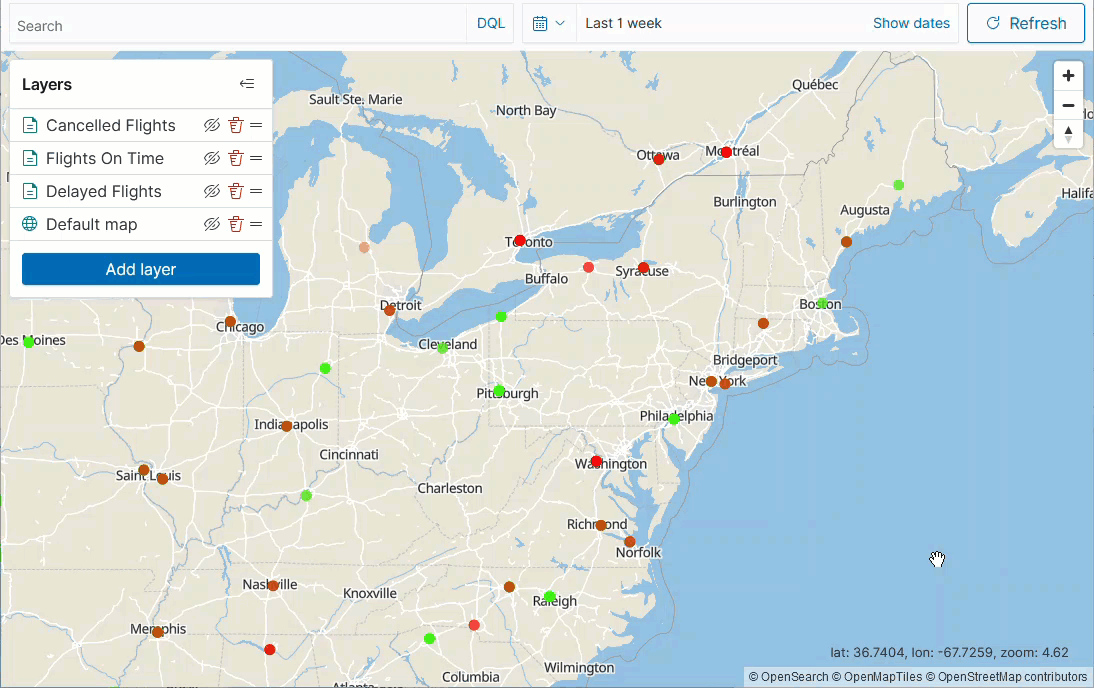 Search
DQL
Last 1 week
Show dates
Refresh
Layers
Cancelled Flights
Flights On Time
Delayed Flights
Default map
Add layer
Québec
Sault Ste. Marie
North Bay
Ottawa
Montréal
Burlington
Halifa
Augusta
Toronto
Buffalo
Syracuse
Detroit
Boston
Chicago
Des Moines
Cleveland
Bridgeport
New York
Pittsburgh
Philadelphia
Indianapolis
Cincinnati
Washington
Saint Louis
Charleston
Richmond
Norfolk
Nashville
Knoxville
Raleigh
Memphis
lat: 36.7404, lon: -67.7259, zoom: 4.62
Wilmington
Columbia
Atlanta
© OpenSearch © OpenMapTiles © OpenStreetMap contributors